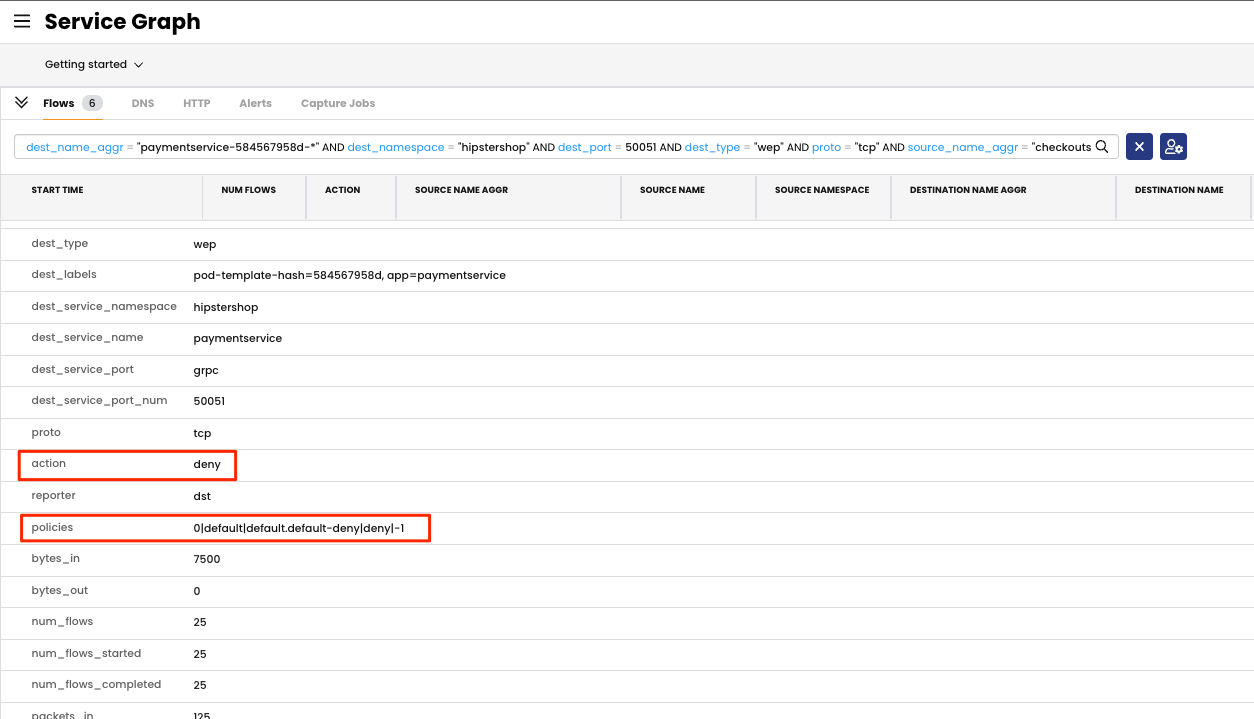 Service Graph
Getting started
Flows 6 DNS HTTP Alerts Capture Jobs
dest_name_aggr = "paymentservice-584567958d-*" AND dest_namespace = "hipstershop" AND dest_port = 50051 AND dest_type = "wep" AND proto = "tcp" AND source_name_aggr = "checkouts
START TIME NUM FLOWS ACTION SOURCE NAME AGGR SOURCE NAME SOURCE NAMESPACE DESTINATION NAME AGGR DESTINATION NAME
dest_type wep
dest_labels pod-template-hash=584567958d, app=paymentservice
dest_service_namespace hipstershop
dest_service_name paymentservice
dest_service_port grpc
dest_service_port_num 50051
proto tcp
action deny
reporter dst
policies 0|default|default.default-deny|deny|-1
bytes_in 7500
bytes_out 0
num_flows 25
num_flows_started 25
num_flows_completed 25
packets_in 125